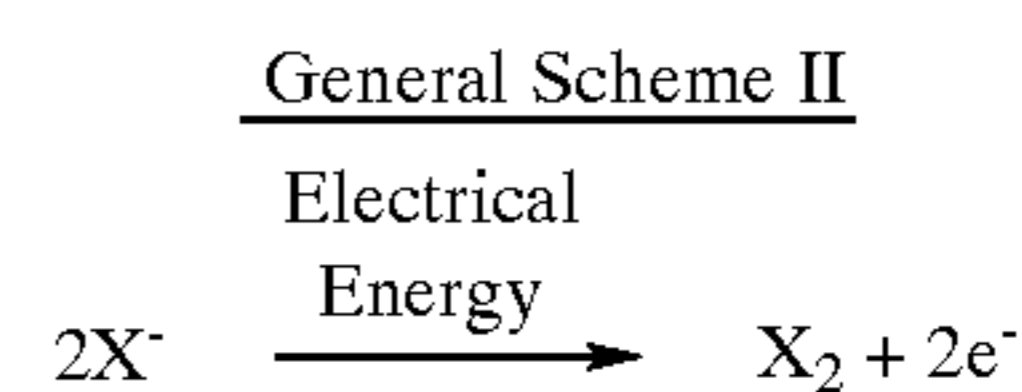 General Scheme II
Electrical
Energy
2X⁻ → X₂ + 2e⁻